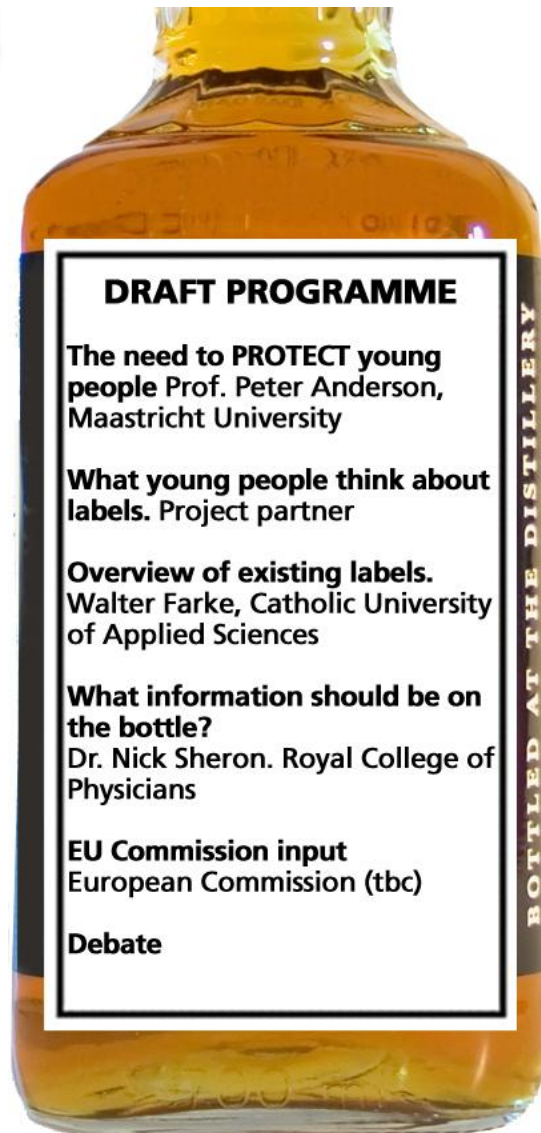 DRAFT PROGRAMME
The need to PROTECT young
people Prof. Peter Anderson,
Maastricht University
What young people think about
labels. Project partner
Overview of existing labels.
Walter Farke, Catholic University
of Applied Sciences
What information should be on
the bottle?
Dr. Nick Sheron. Royal College of
Physicians
EU Commission input
European Commission (tbc)
Debate
BOTTLED AT THE DISTILLERY